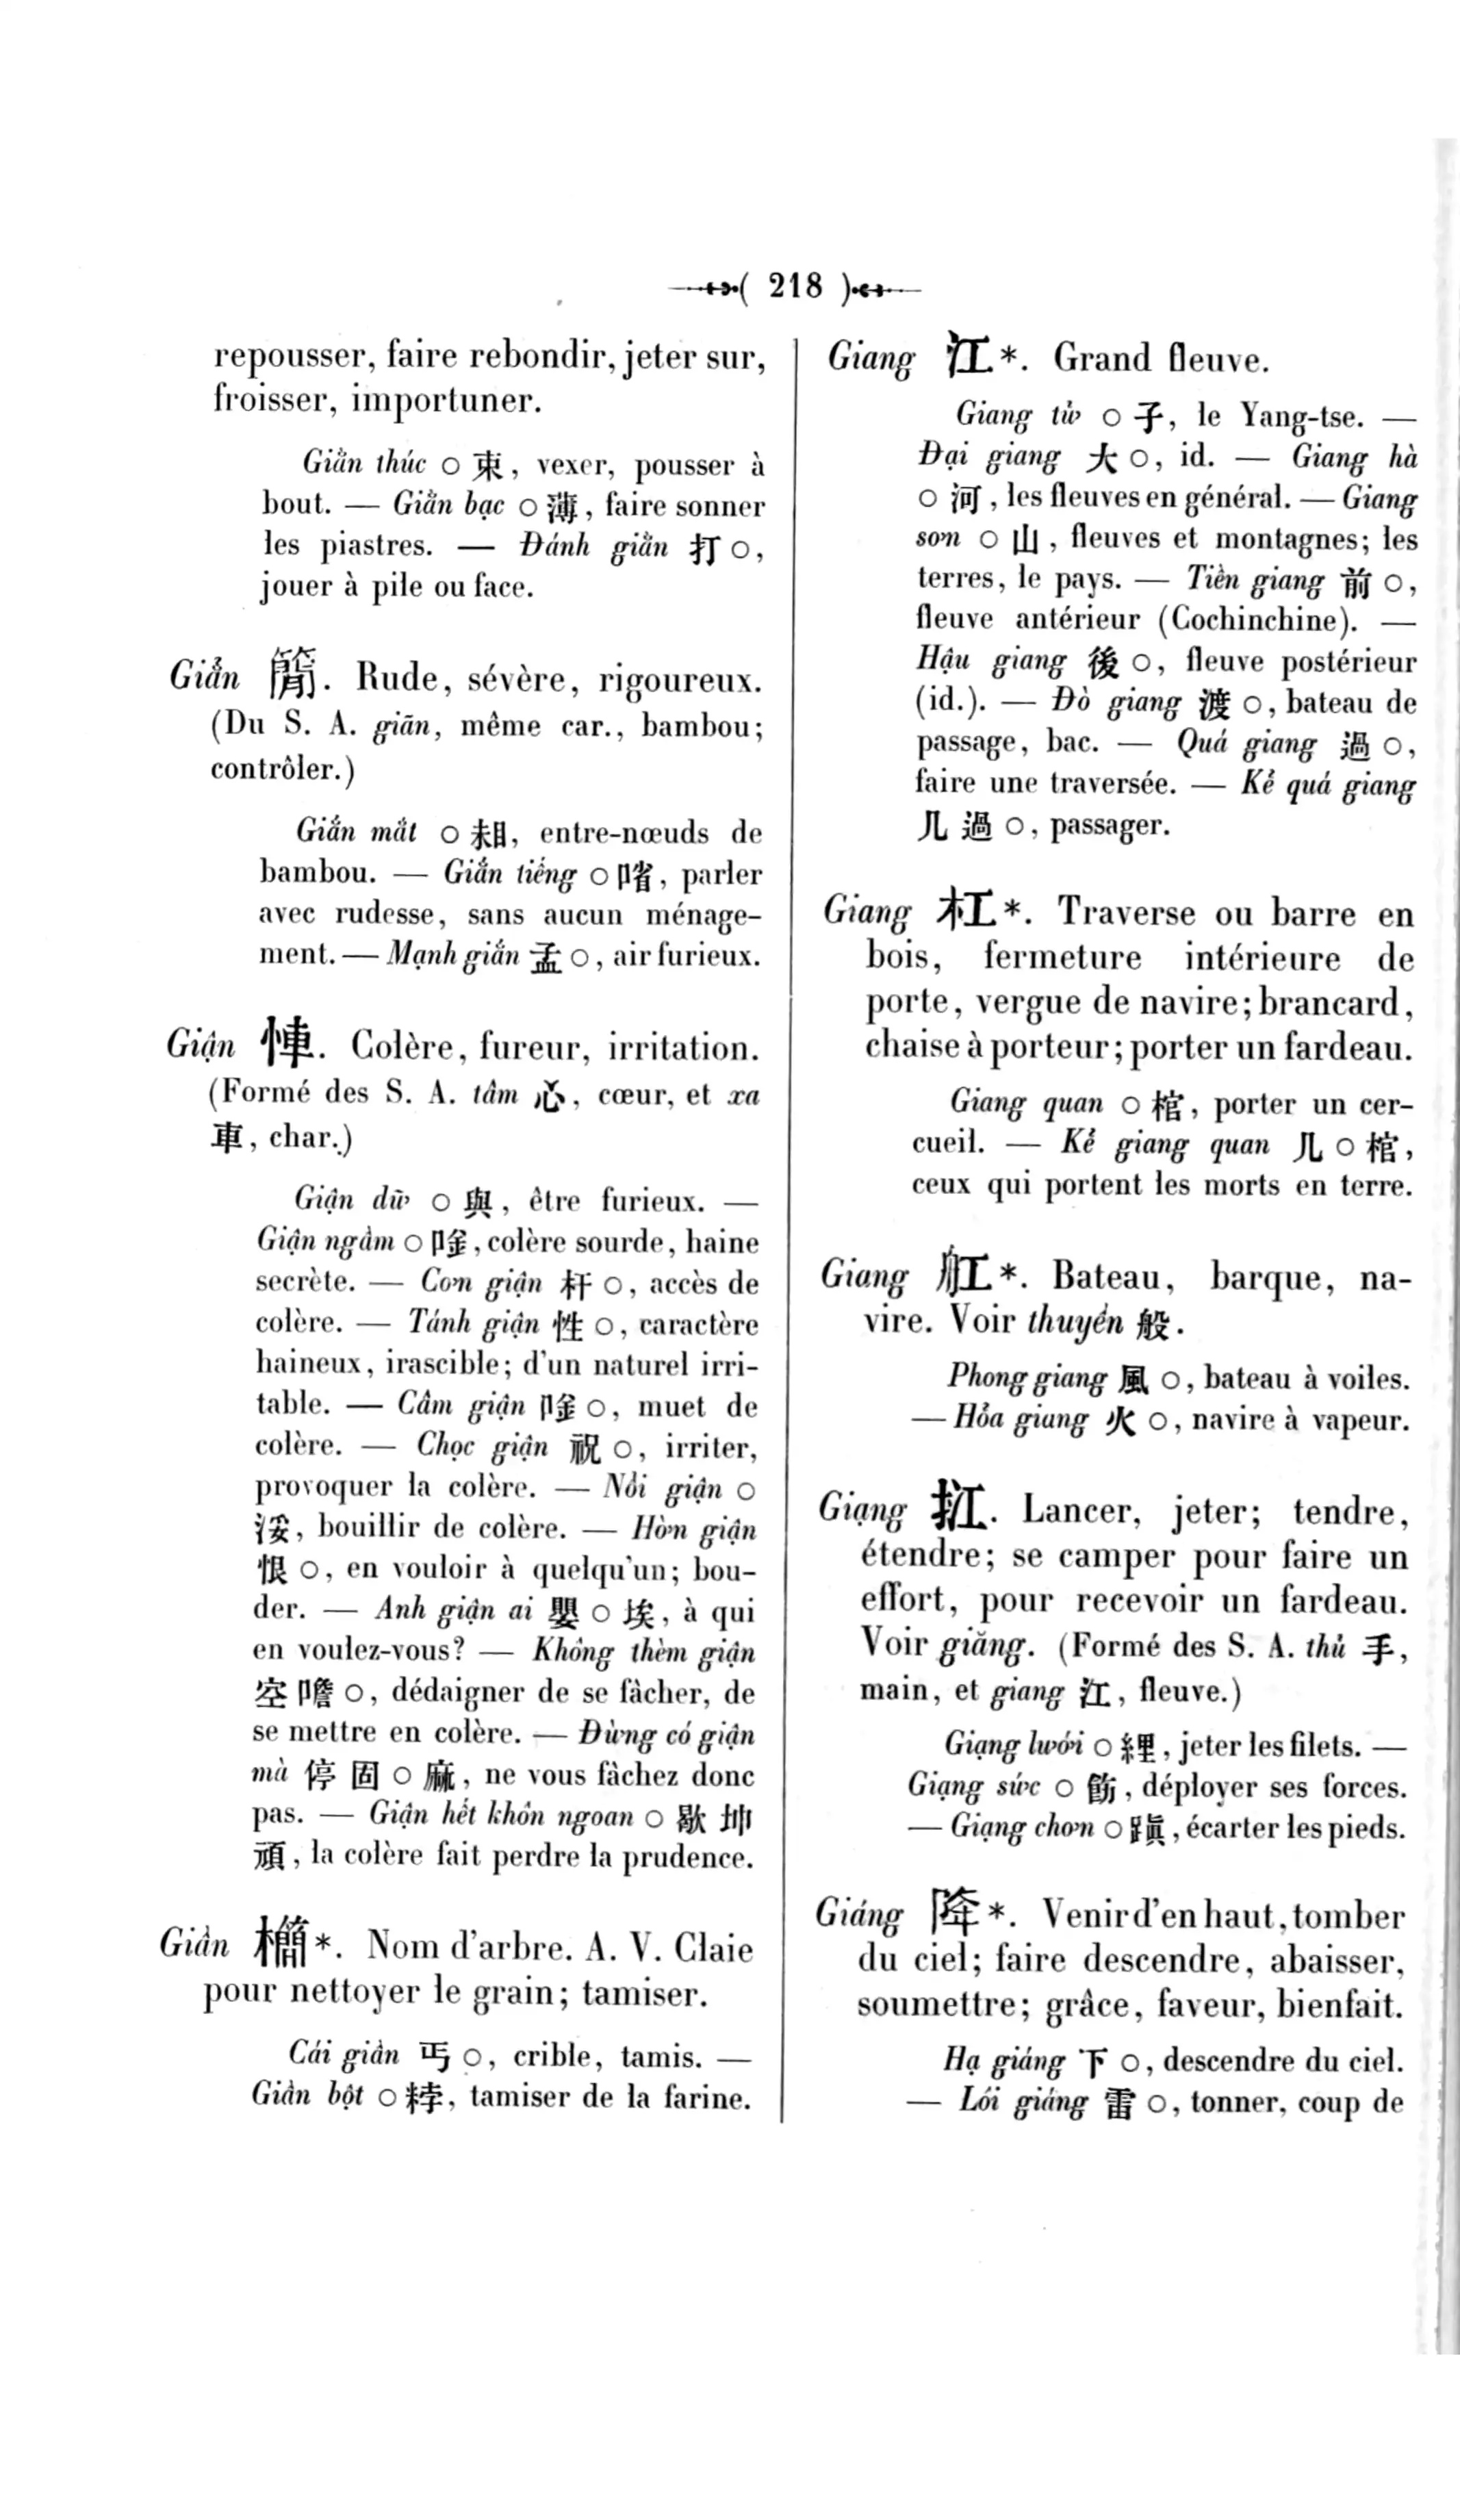 ( 218 )
repousser, faire rebondir, jeter sur,
froisser, importuner.
Giằn thúc ○ 束, vexer, pousser à
bout. — Giằn bạc ○ 薄, faire sonner
les piastres. — Đánh giằn 打 ○,
jouer à pile ou face.
Giẳn 簡. Rude, sévère, rigoureux.
(Du S. A. giãn, même car., bambou;
contrôler.)
Giẳn mắt ○ 相, entre-nœuds de
bambou. — Giẳn tiếng ○ 㗂, parler
avec rudesse, sans aucun ménage-
ment. — Mạnh giẳn 孟 ○, air furieux.
Giận 惲. Colère, fureur, irritation.
(Formé des S. A. tâm 心, cœur, et xa
車, char.)
Giận dữ ○ 與, être furieux. —
Giận ngầm ○ 唫, colère sourde, haine
secrète. — Cơn giận 杆 ○, accès de
colère. — Tánh giận 性 ○, caractère
haineux, irascible; d'un naturel irri-
table. — Câm giận 唫 ○, muet de
colère. — Chọc giận 祝 ○, irriter,
provoquer la colère. — Nổi giận ○
浽, bouillir de colère. — Hờn giận
恨 ○, en vouloir à quelqu'un; bou-
der. — Anh giận ai 嬰 ○ 埃, à qui
en voulez-vous? — Không thèm giận
空 噡 ○, dédaigner de se fâcher, de
se mettre en colère. — Đừng có giận
mà 停 固 ○ 麻, ne vous fâchez donc
pas. — Giận hết khôn ngoan ○ 歇 坤
頑, la colère fait perdre la prudence.
Giần 櫩*. Nom d'arbre. A. V. Claie
pour nettoyer le grain; tamiser.
Cái giần 丐 ○, crible, tamis. —
Giần bột ○ 粰, tamiser de la farine.
Giang 江*. Grand fleuve.
Giang tử ○ 子, le Yang-tse. —
Đại giang 大 ○, id. — Giang hà
○ 河, les fleuves en général. — Giang
sơn ○ 山, fleuves et montagnes; les
terres, le pays. — Tiền giang 前 ○,
fleuve antérieur (Cochinchine). —
Hậu giang 後 ○, fleuve postérieur
(id.). — Đò giang 渡 ○, bateau de
passage, bac. — Quá giang 過 ○,
faire une traversée. — Kẻ quá giang
几 過 ○, passager.
Giang 杠*. Traverse ou barre en
bois, fermeture intérieure de
porte, vergue de navire; brancard,
chaise à porteur; porter un fardeau.
Giang quan ○ 棺, porter un cer-
cueil. — Kẻ giang quan 几 ○ 棺,
ceux qui portent les morts en terre.
Giang 舡*. Bateau, barque, na-
vire. Voir thuyền 般.
Phong giang 風 ○, bateau à voiles.
— Hỏa giang 火 ○, navire à vapeur.
Giạng 㧏. Lancer, jeter; tendre,
étendre; se camper pour faire un
effort, pour recevoir un fardeau.
Voir giăng. (Formé des S. A. thủ 手,
main, et giang 江, fleuve.)
Giạng lưới ○ 䋥, jeter les filets. —
Giạng sức ○ 飭, déployer ses forces.
— Giạng chơn ○ 蹎, écarter les pieds.
Giáng 降*. Venir d'en haut, tomber
du ciel; faire descendre, abaisser,
soumettre; grâce, faveur, bienfait.
Hạ giáng 下 ○, descendre du ciel.
— Lôi giáng 雷 ○, tonner, coup de